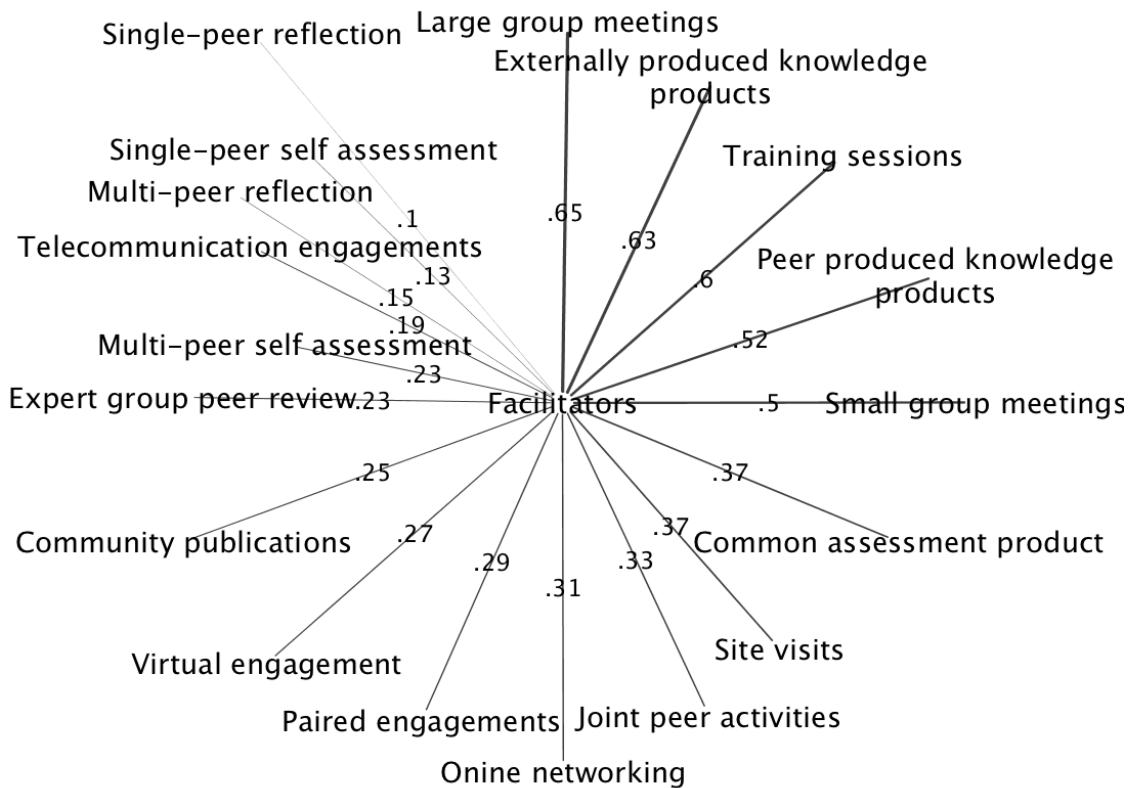 Large group meetings
Single-peer reflection
Externally produced knowledge
products
Single-peer self assessment
Training sessions
Multi-peer reflection
.65
.1
.63
Telecommunication engagements
Peer produced knowledge
products
.13
.6
.15
.19
.52
Multi-peer self assessment
.23
Expert group peer review
.23
Facilitators
.5
Small group meetings
.25
.37
Community publications
.27
.37
Common assessment product
.29
.33
.31
Site visits
Virtual engagement
Paired engagements
Joint peer activities
Onine networking